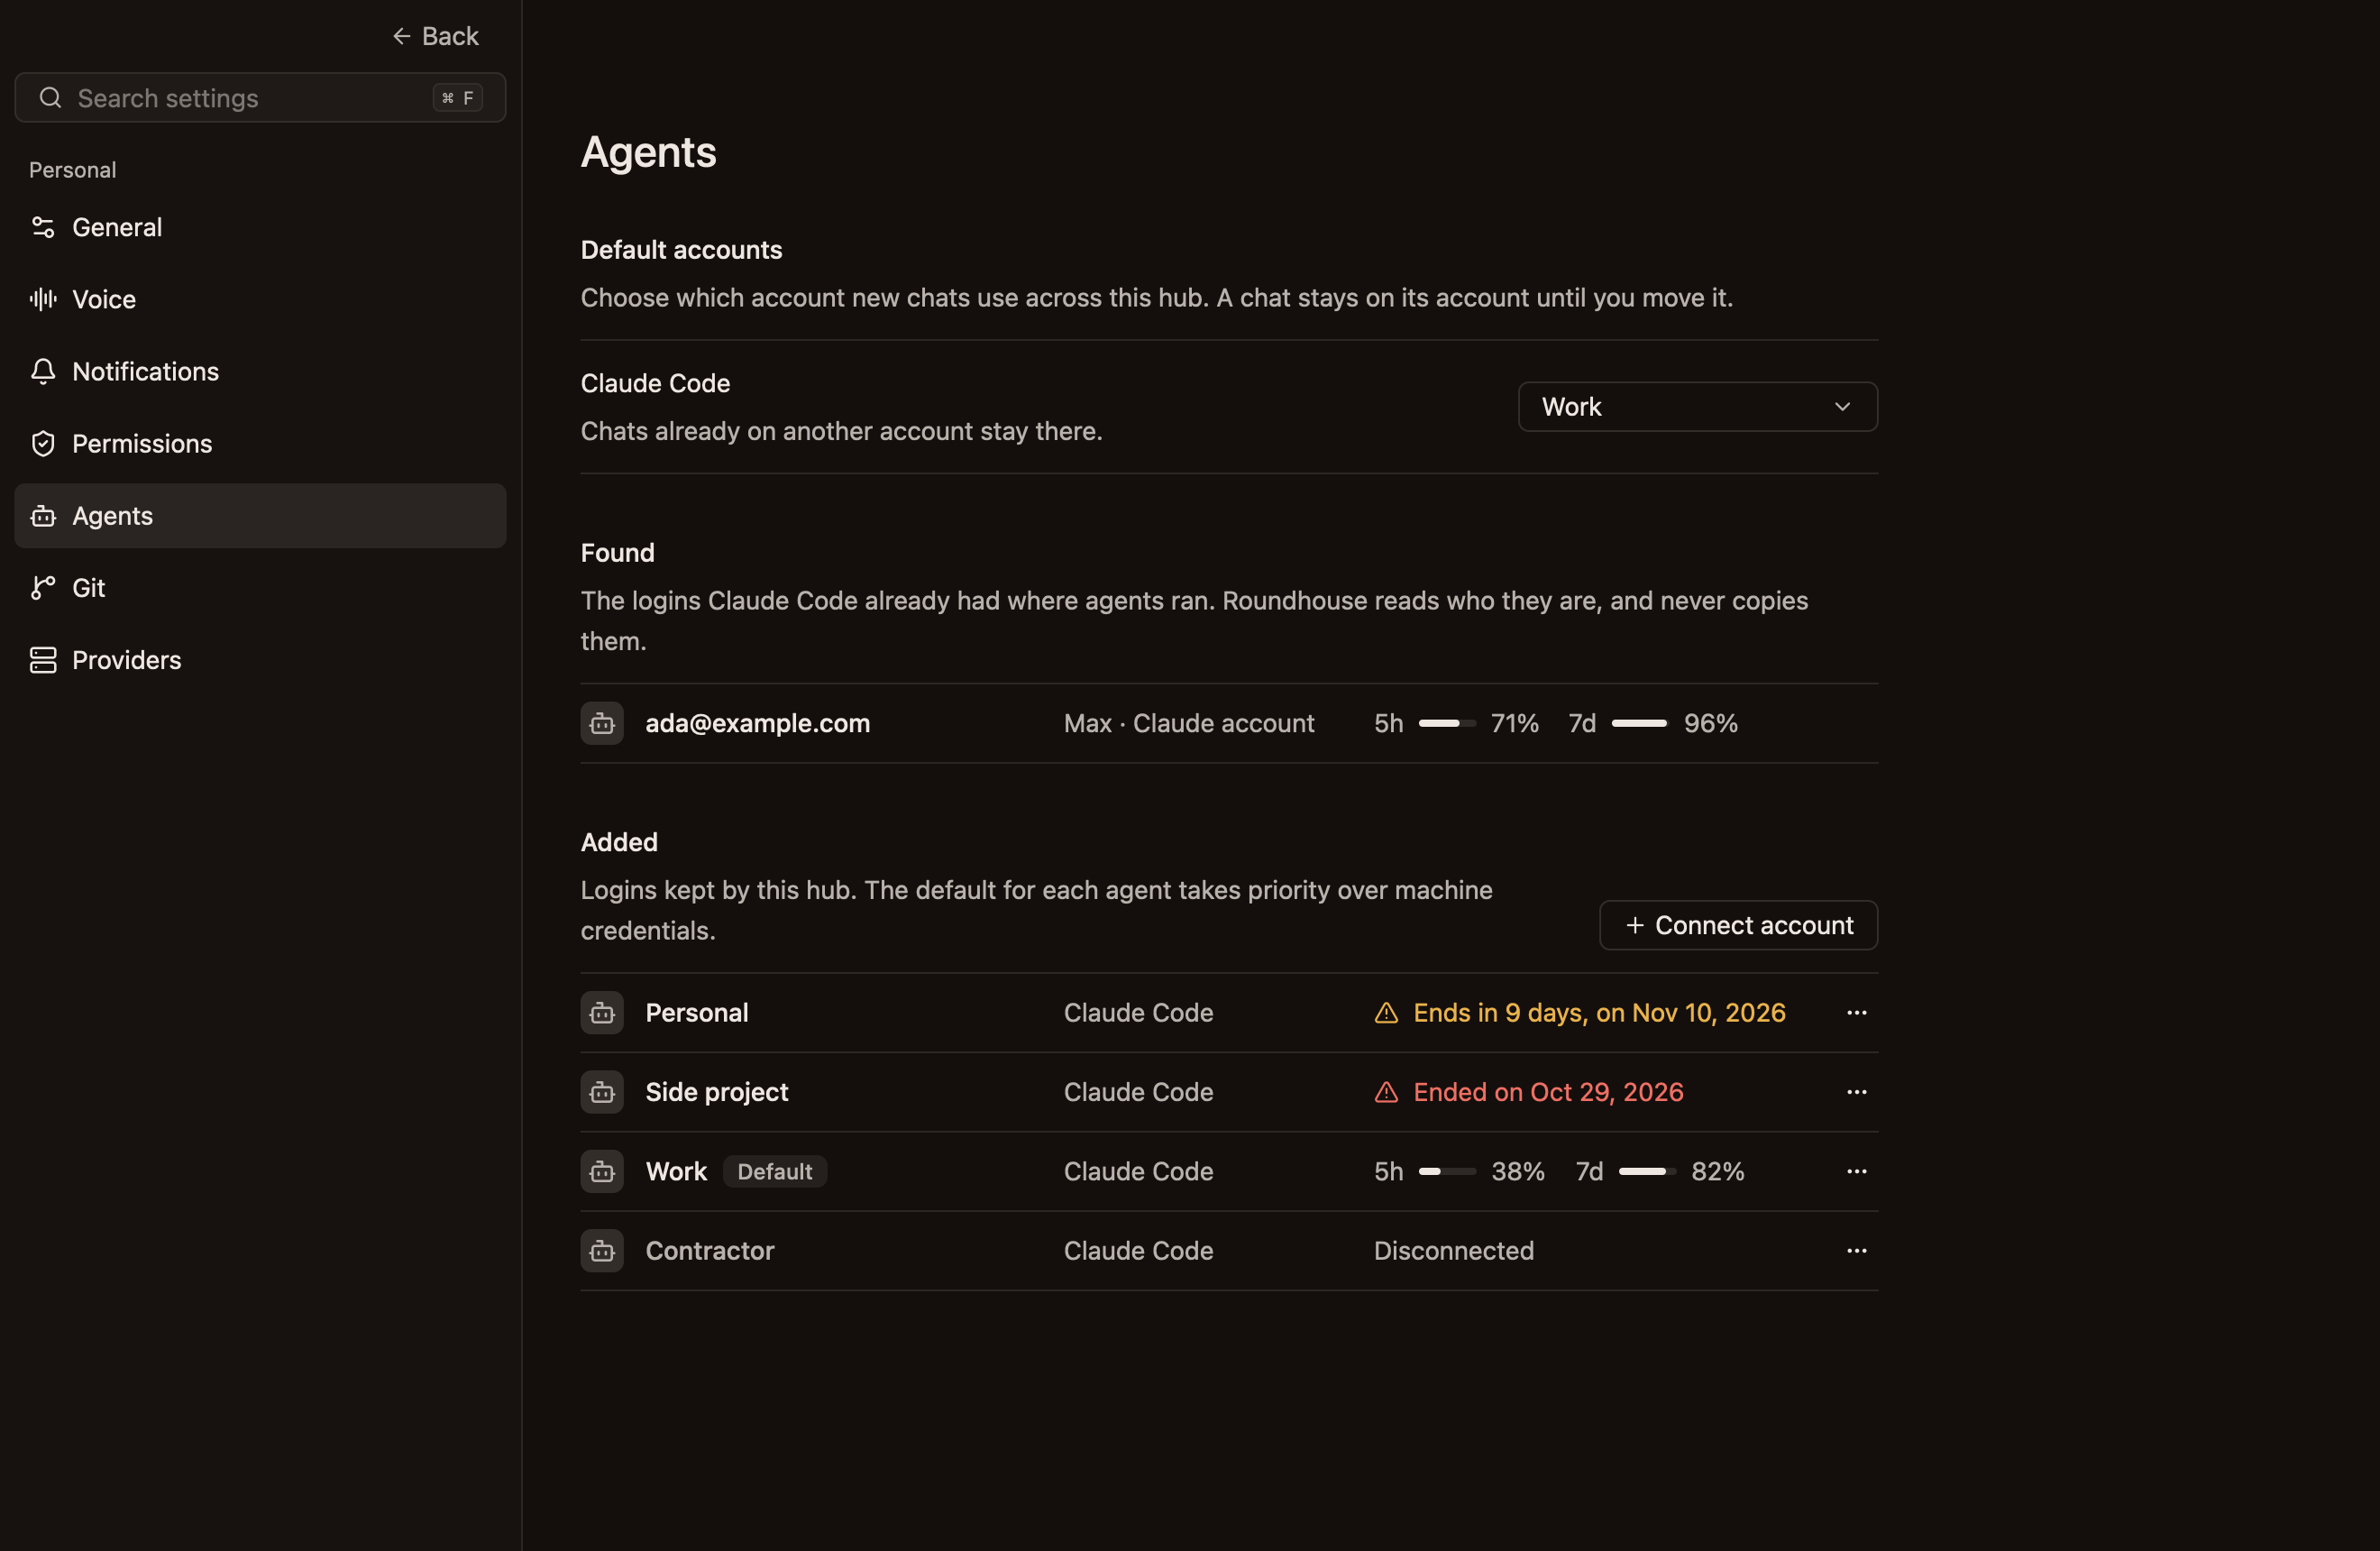 Back
Search settings
⌘ F
Personal
General
Voice
Notifications
Permissions
Agents
Git
Providers
Agents
Default accounts
Choose which account new chats use across this hub. A chat stays on its account until you move it.
Claude Code
Chats already on another account stay there.
Work
Found
The logins Claude Code already had where agents ran. Roundhouse reads who they are, and never copies
them.
ada@example.com Max · Claude account 5h 71% 7d 96%
Added
Logins kept by this hub. The default for each agent takes priority over machine
credentials.
Connect account
Personal Claude Code Ends in 9 days, on Nov 10, 2026
Side project Claude Code Ended on Oct 29, 2026
Work Default Claude Code 5h 38% 7d 82%
Contractor Claude Code Disconnected